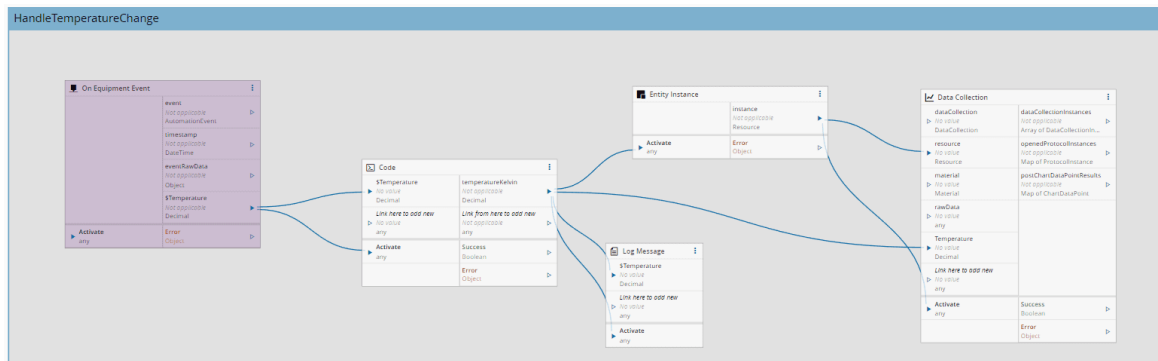 HandleTemperatureChange
On Equipment Event
event
Not applicable
AutomationEvent
timestamp
Not applicable
DateTime
eventRawData
Not applicable
Object
$Temperature
Not applicable
Decimal
Activate
any
Error
Object
Code
$Temperature
No value
Decimal
temperatureKelvin
Not applicable
Decimal
Link here to add new
No value
any
Link from here to add new
Not applicable
any
Activate
any
Success
Boolean
Error
Object
Log Message
$Temperature
No value
Decimal
Link here to add new
No value
any
Activate
any
Entity Instance
instance
Not applicable
Resource
Activate
any
Error
Object
Data Collection
dataCollection
No value
DataCollection
dataCollectionInstances
Not applicable
Array of DataCollectionIn...
resource
No value
Resource
openedProtocolInstances
Not applicable
Map of ProtocolInstance
material
No value
Material
postChartDataPointResults
Not applicable
Map of ChartDataPoint
rawData
No value
any
Temperature
No value
Decimal
Link here to add new
No value
any
Activate
any
Success
Boolean
Error
Object